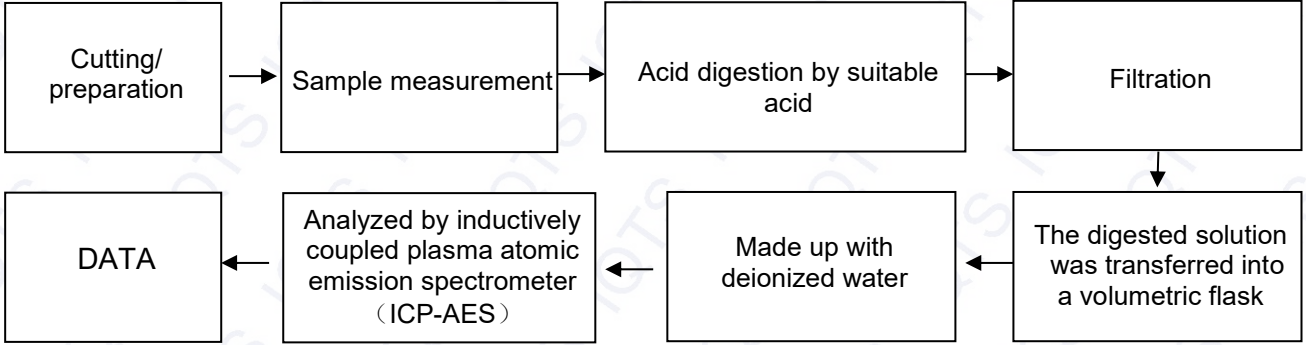 Cutting/
preparation
Sample measurement
Acid digestion by suitable
acid
Filtration
The digested solution
was transferred into
a volumetric flask
Made up with
deionized water
Analyzed by inductively
coupled plasma atomic
emission spectrometer
（ICP-AES）
DATA